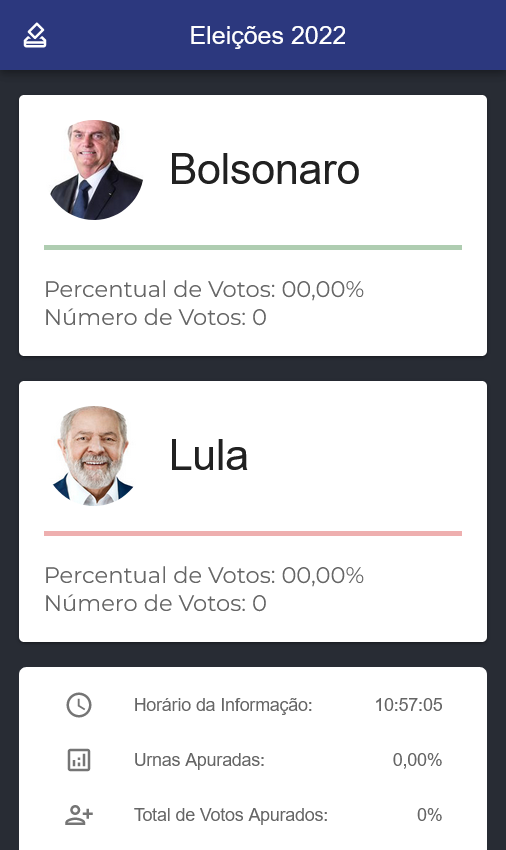 Eleições 2022
Bolsonaro
Percentual de Votos: 00,00%
Número de Votos: 0
Lula
Percentual de Votos: 00,00%
Número de Votos: 0
Horário da Informação: 10:57:05
Urnas Apuradas: 0,00%
Total de Votos Apurados: 0%